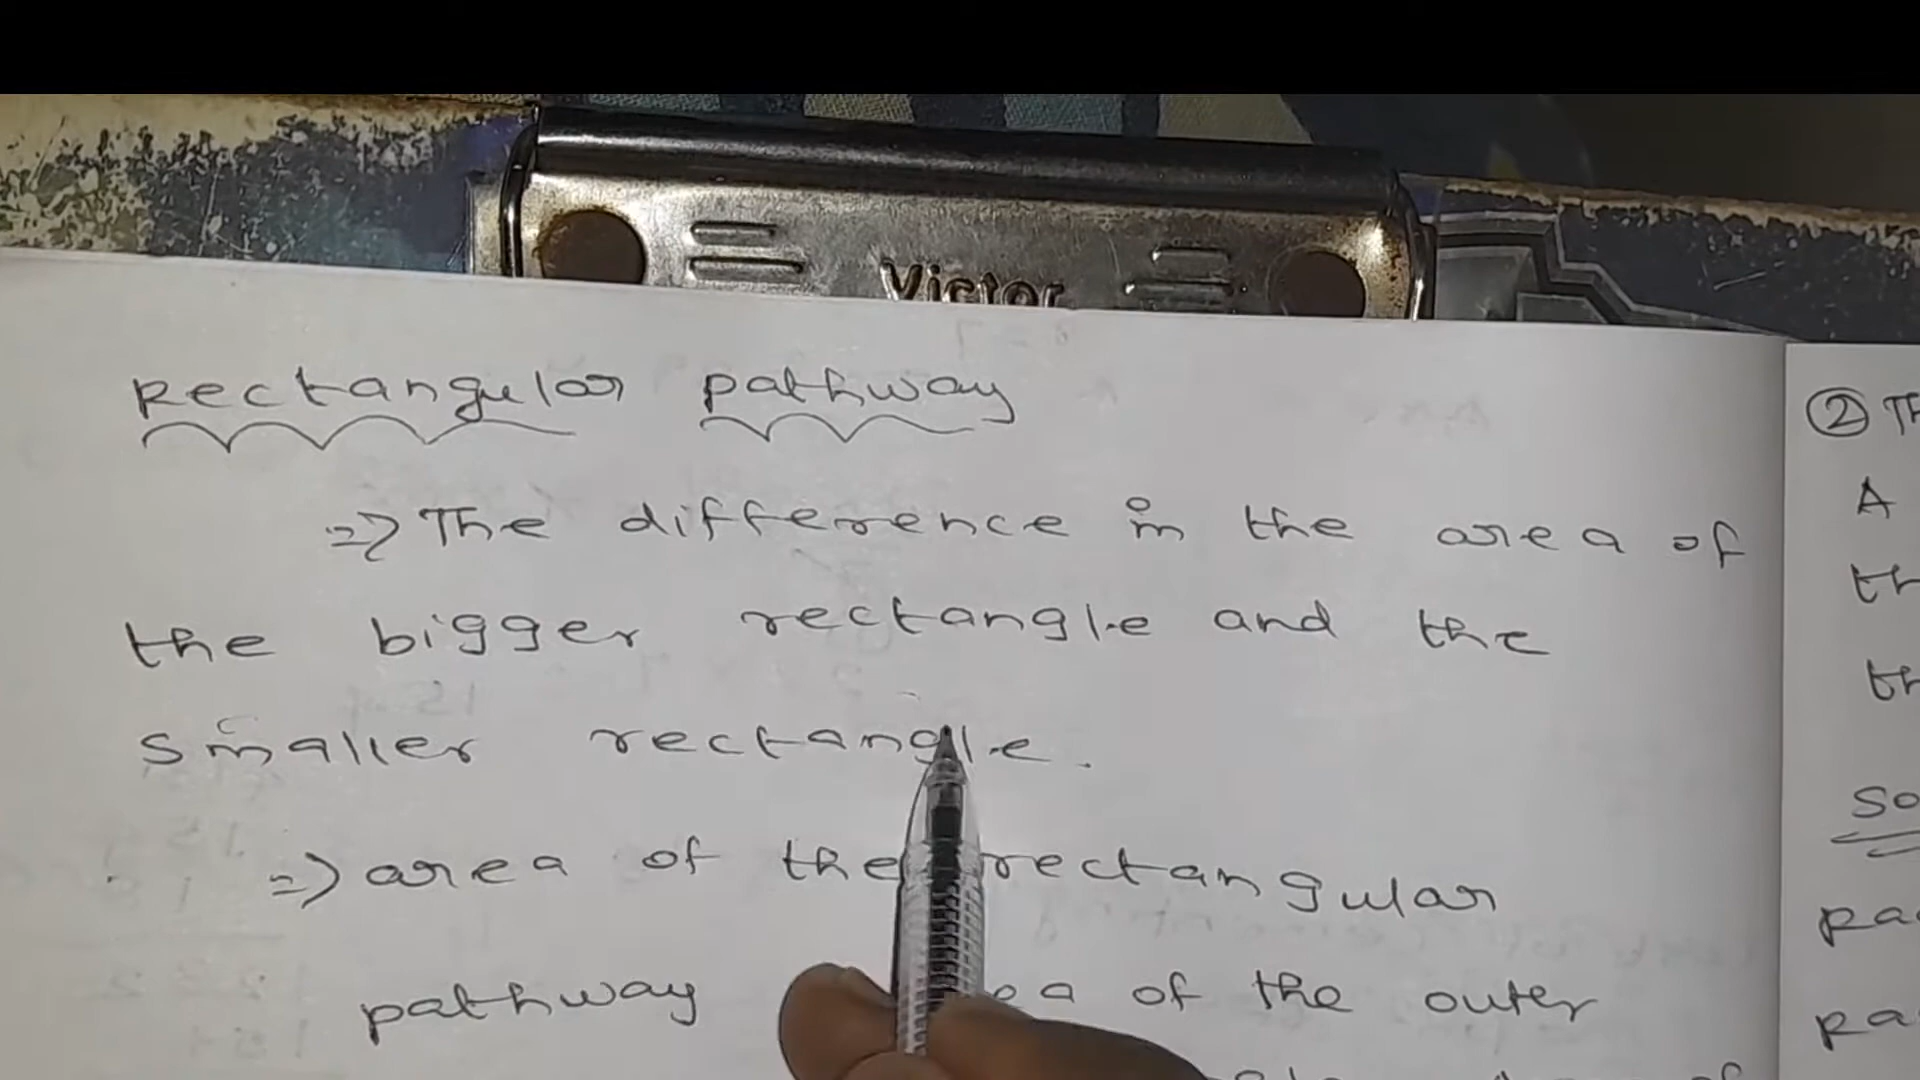 Victor
Rectangular pathway
=> The difference in the area of
the bigger rectangle and the
smaller rectangle.
=> area of the rectangular
pathway of the outer
② Th
A
th
th
So
Pa
Pa